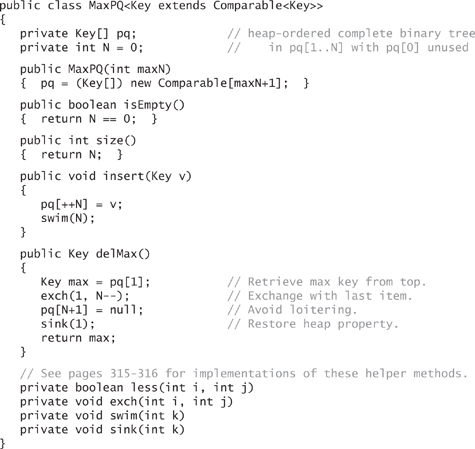 public class MaxPQ<Key extends Comparable<Key>>
{
   private Key[] pq;             // heap-ordered complete binary tree
   private int N = 0;            //    in pq[1..N] with pq[0] unused
   public MaxPQ(int maxN)
   {  pq = (Key[]) new Comparable[maxN+1];  }
   public boolean isEmpty()
   {  return N == 0;  }
   public int size()
   {  return N;  }
   public void insert(Key v)
   {
      pq[++N] = v;
      swim(N);
   }
   public Key delMax()
   {
      Key max = pq[1];           // Retrieve max key from top.
      exch(1, N--);              // Exchange with last item.
      pq[N+1] = null;            // Avoid loitering.
      sink(1);                   // Restore heap property.
      return max;
   }
   // See pages 315-316 for implementations of these helper methods.
   private boolean less(int i, int j)
   private void exch(int i, int j)
   private void swim(int k)
   private void sink(int k)
}